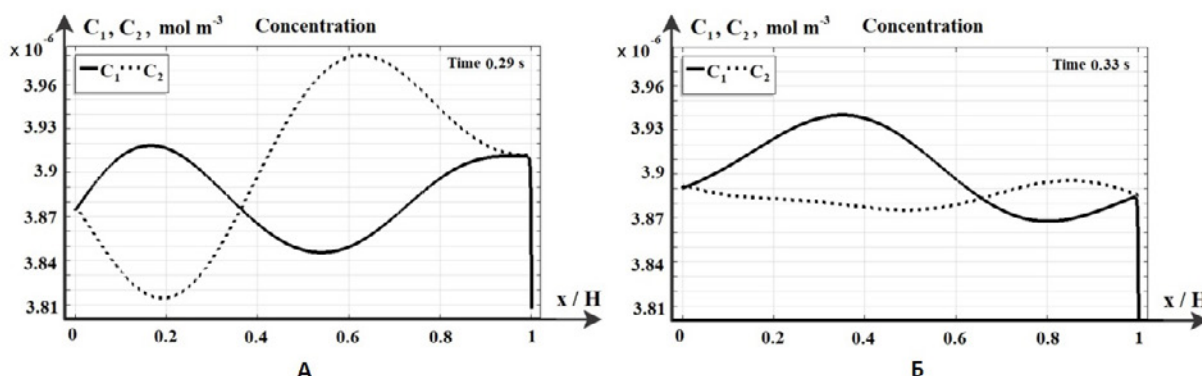 C₁, C₂, mol m⁻³ Concentration
x 10⁻⁶
C₁ C₂
Time 0.29 s
3.96
3.93
3.9
3.87
3.84
3.81
x / H
0 0.2 0.4 0.6 0.8 1
А
C₁, C₂, mol m⁻³ Concentration
x 10⁻⁶
C₁ C₂
Time 0.33 s
3.96
3.93
3.9
3.87
3.84
3.81
x / H
0 0.2 0.4 0.6 0.8 1
Б